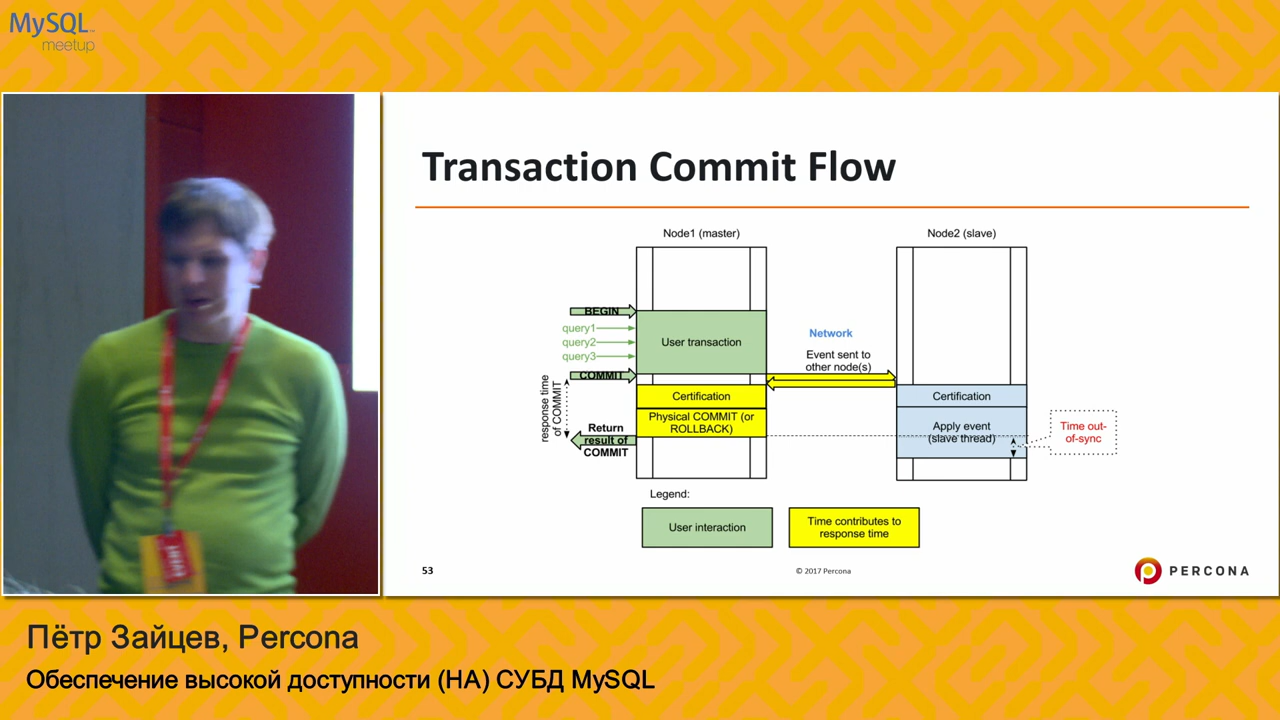 MySQL
meetup
Transaction Commit Flow
Node1 (master)
Node2 (slave)
BEGIN
query1
query2
query3
User transaction
Network
Event sent to
other node(s)
COMMIT
response time
of COMMIT
Certification
Physical COMMIT (or
ROLLBACK)
Return
result of
COMMIT
Certification
Apply event
(slave thread)
Time out-
of-sync
Legend:
User interaction
Time contributes to
response time
53
© 2017 Percona
PERCONA
Пётр Зайцев, Percona
Обеспечение высокой доступности (HA) СУБД MySQL